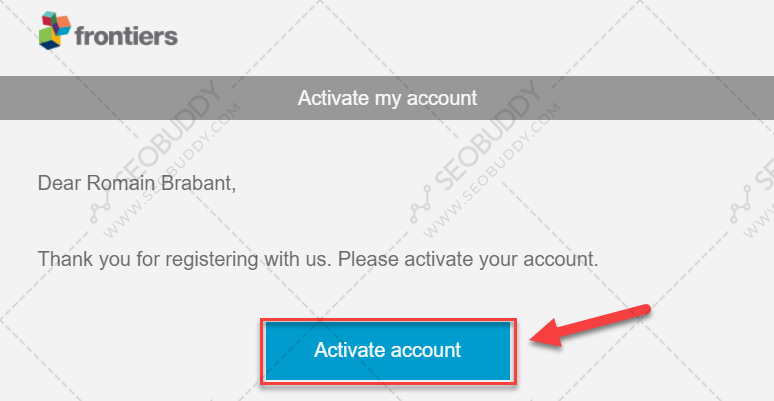 frontiers
Activate my account
SEOBUDDY
WWW.SEOBUDDY.COM
SEOBUDDY
WWW.SEOBUDDY.COM
Dear Romain Brabant,
Thank you for registering with us. Please activate your account.
Activate account